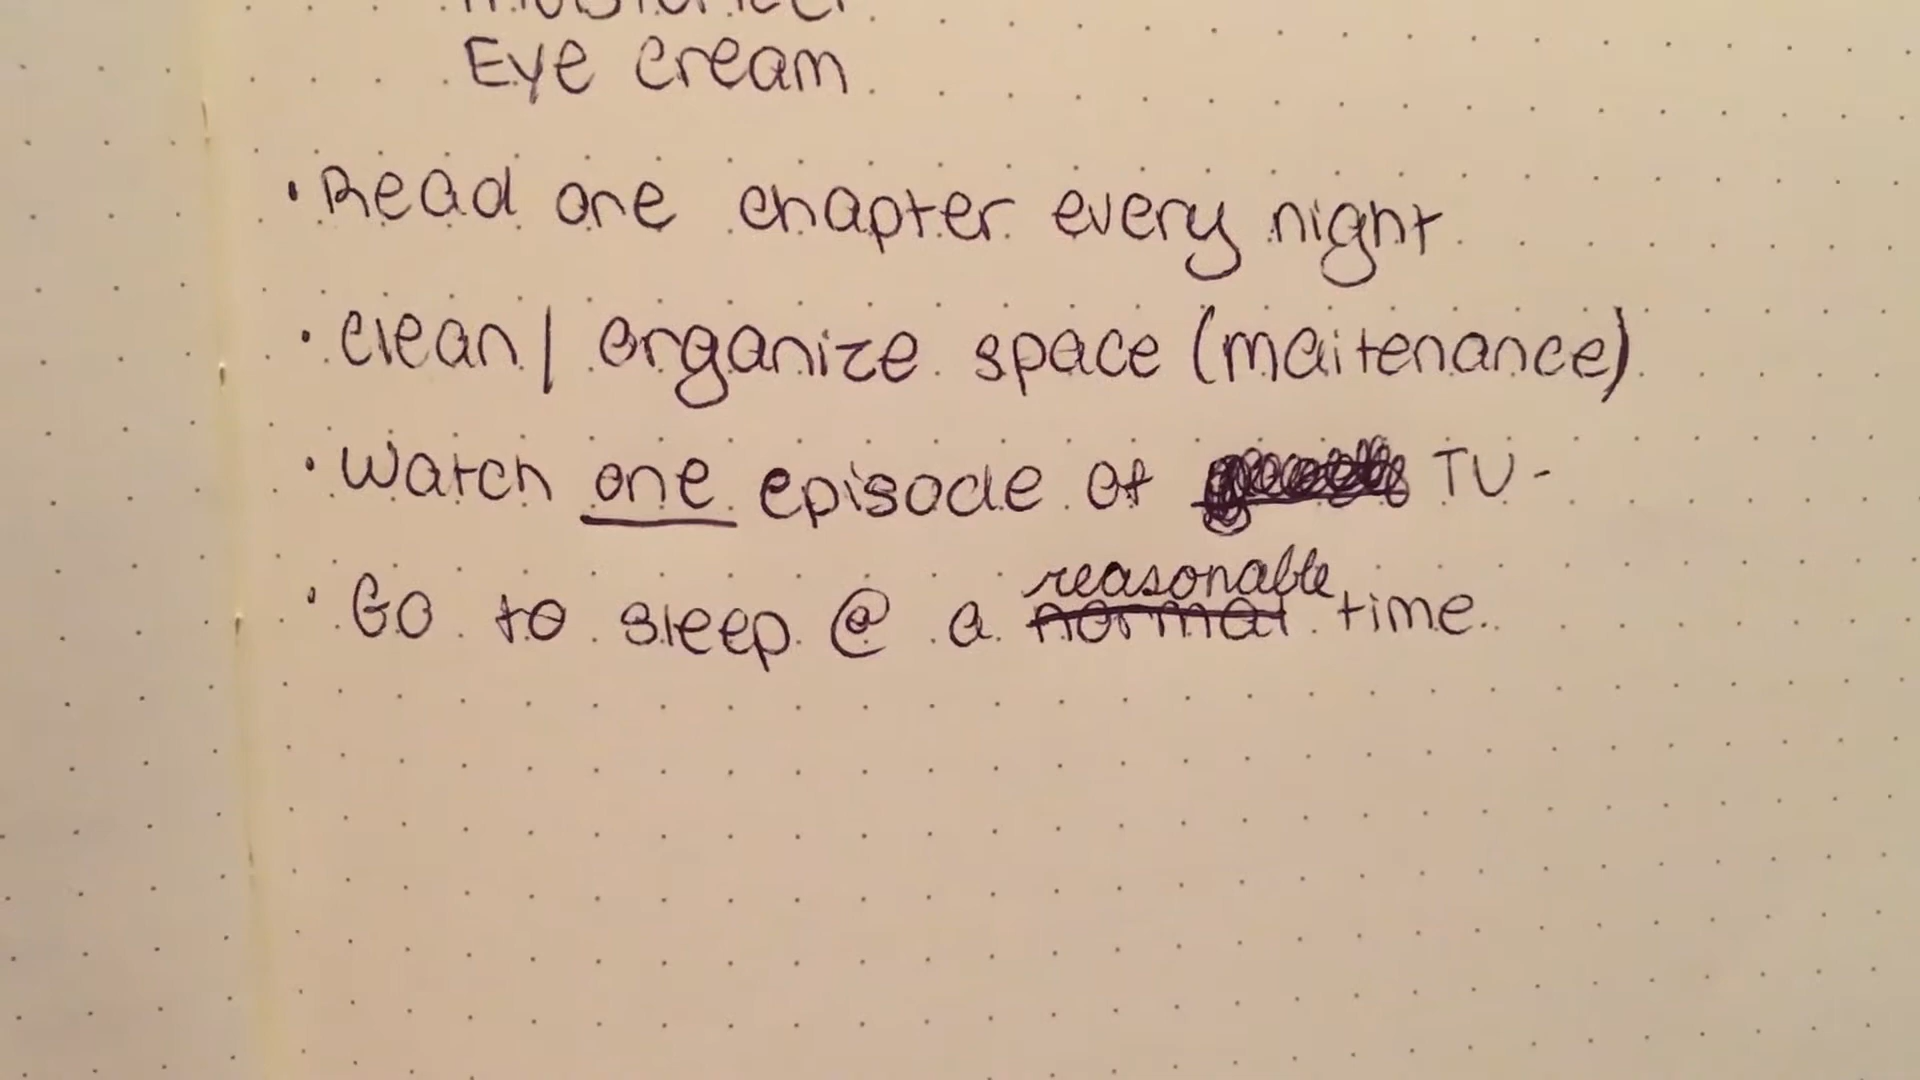 Eye cream
• Read one chapter every night
• clean/ organize space (maitenance)
• Watch one episode of TV-
• Go to sleep @ a normal reasonable time.